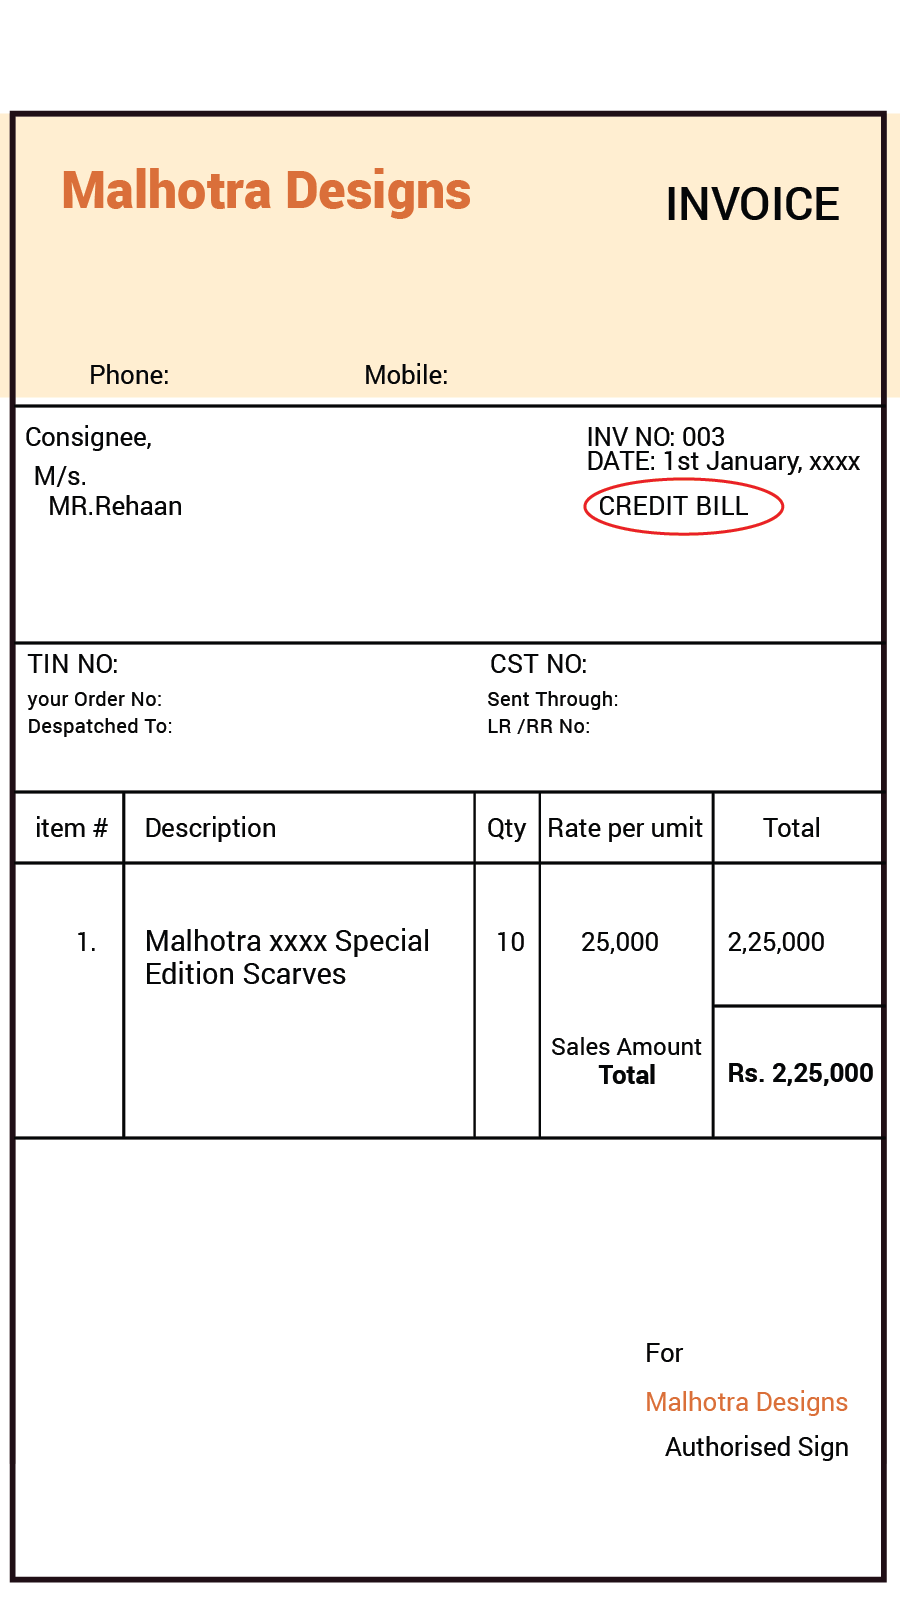 Malhotra Designs
INVOICE
Phone: Mobile:
Consignee,
M/s.
MR.Rehaan
INV NO: 003
DATE: 1st January, xxxx
CREDIT BILL
TIN NO: CST NO:
your Order No: Sent Through:
Despatched To: LR /RR No:
item # Description Qty Rate per umit Total
1. Malhotra xxxx Special 10 25,000 2,25,000
Edition Scarves
Sales Amount
Total Rs. 2,25,000
For
Malhotra Designs
Authorised Sign